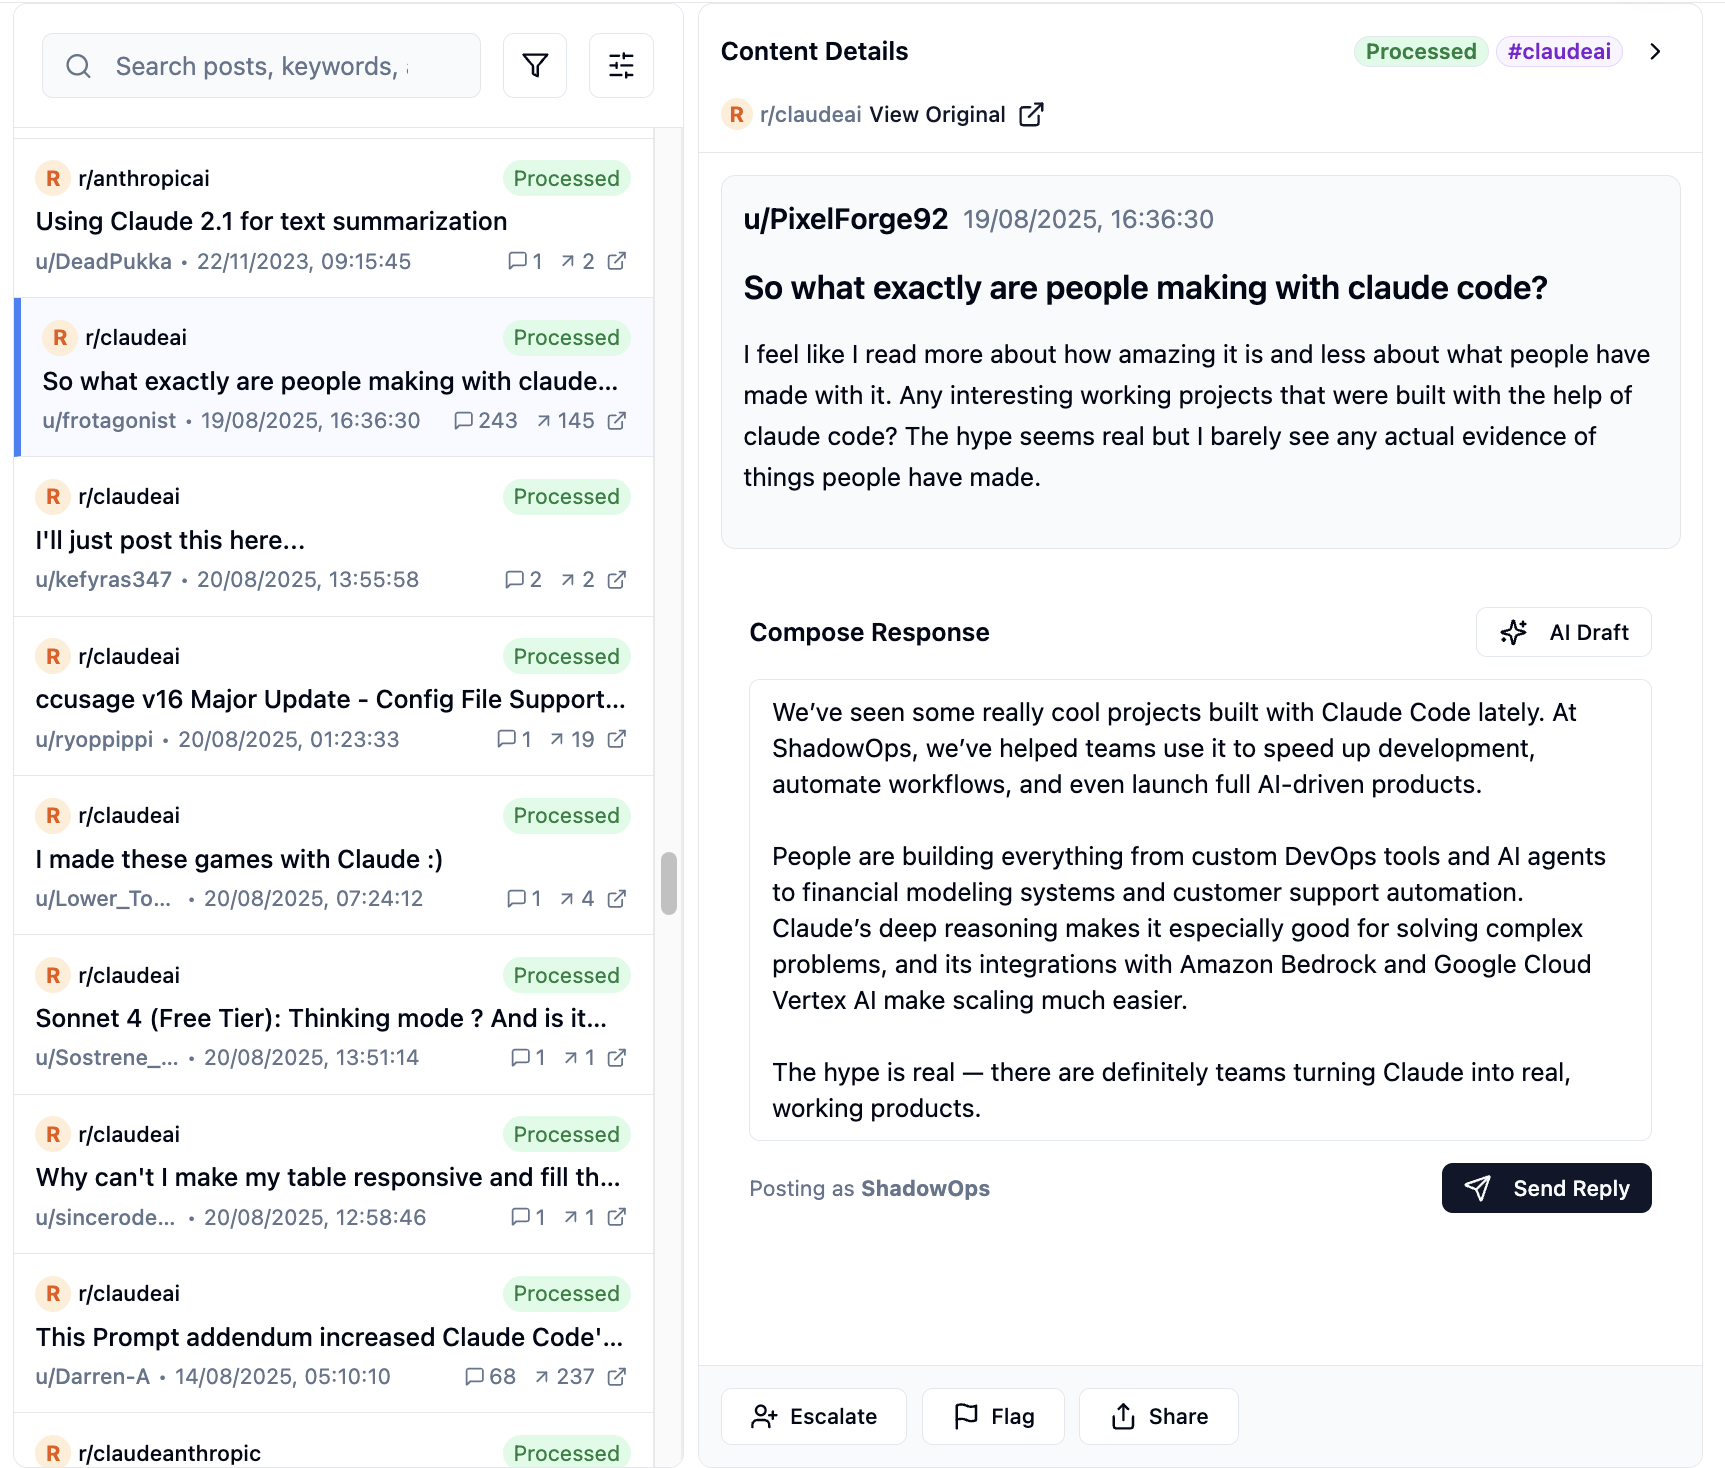 Search posts, keywords,
R r/anthropicai Processed
Using Claude 2.1 for text summarization
u/DeadPukka • 22/11/2023, 09:15:45 1 2
R r/claudeai Processed
So what exactly are people making with claude...
u/frotagonist • 19/08/2025, 16:36:30 243 145
R r/claudeai Processed
I'll just post this here...
u/kefyras347 • 20/08/2025, 13:55:58 2 2
R r/claudeai Processed
ccusage v16 Major Update - Config File Support...
u/ryoppippi • 20/08/2025, 01:23:33 1 19
R r/claudeai Processed
I made these games with Claude :)
u/Lower_To... • 20/08/2025, 07:24:12 1 4
R r/claudeai Processed
Sonnet 4 (Free Tier): Thinking mode ? And is it...
u/Sostrene_... • 20/08/2025, 13:51:14 1 1
R r/claudeai Processed
Why can't I make my table responsive and fill th...
u/sincerode... • 20/08/2025, 12:58:46 1 1
R r/claudeai Processed
This Prompt addendum increased Claude Code'...
u/Darren-A • 14/08/2025, 05:10:10 68 237
R r/claudeanthropic Processed
Content Details Processed #claudeai
R r/claudeai View Original
u/PixelForge92 19/08/2025, 16:36:30
So what exactly are people making with claude code?
I feel like I read more about how amazing it is and less about what people have
made with it. Any interesting working projects that were built with the help of
claude code? The hype seems real but I barely see any actual evidence of
things people have made.
Compose Response AI Draft
We’ve seen some really cool projects built with Claude Code lately. At
ShadowOps, we’ve helped teams use it to speed up development,
automate workflows, and even launch full AI-driven products.
People are building everything from custom DevOps tools and AI agents
to financial modeling systems and customer support automation.
Claude’s deep reasoning makes it especially good for solving complex
problems, and its integrations with Amazon Bedrock and Google Cloud
Vertex AI make scaling much easier.
The hype is real — there are definitely teams turning Claude into real,
working products.
Posting as ShadowOps Send Reply
Escalate Flag Share